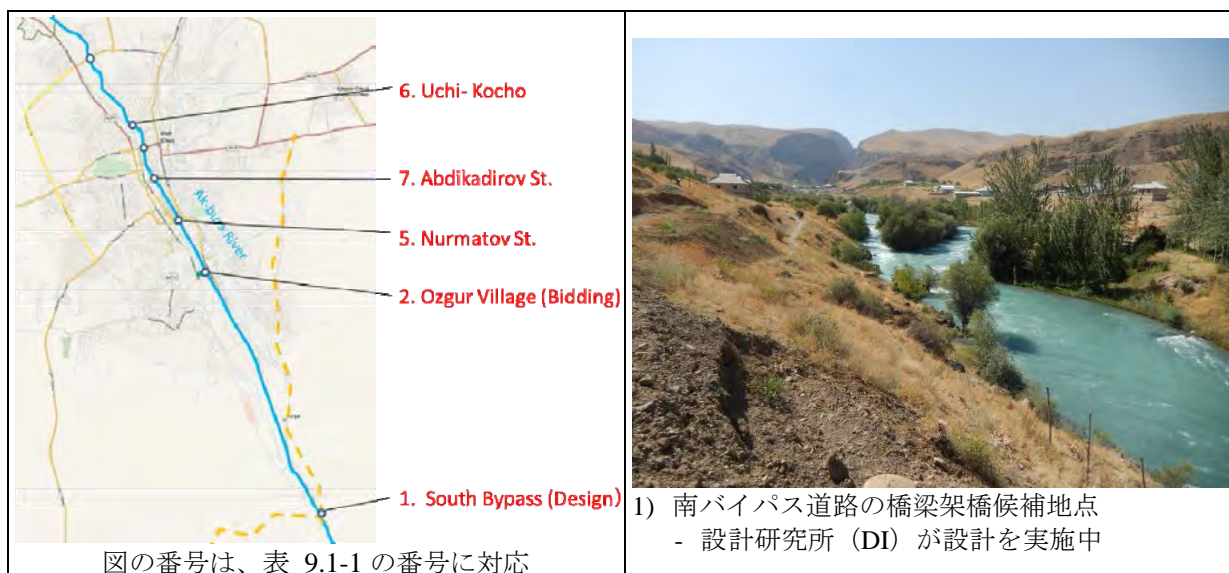 6. Uchi- Kocho
7. Abdikadirov St.
Ak-bura River
5. Nurmatov St.
2. Ozgur Village (Bidding)
1. South Bypass (Design)
図の番号は、表 9.1-1 の番号に対応
1) 南バイパス道路の橋梁架橋候補地点
- 設計研究所（DI）が設計を実施中